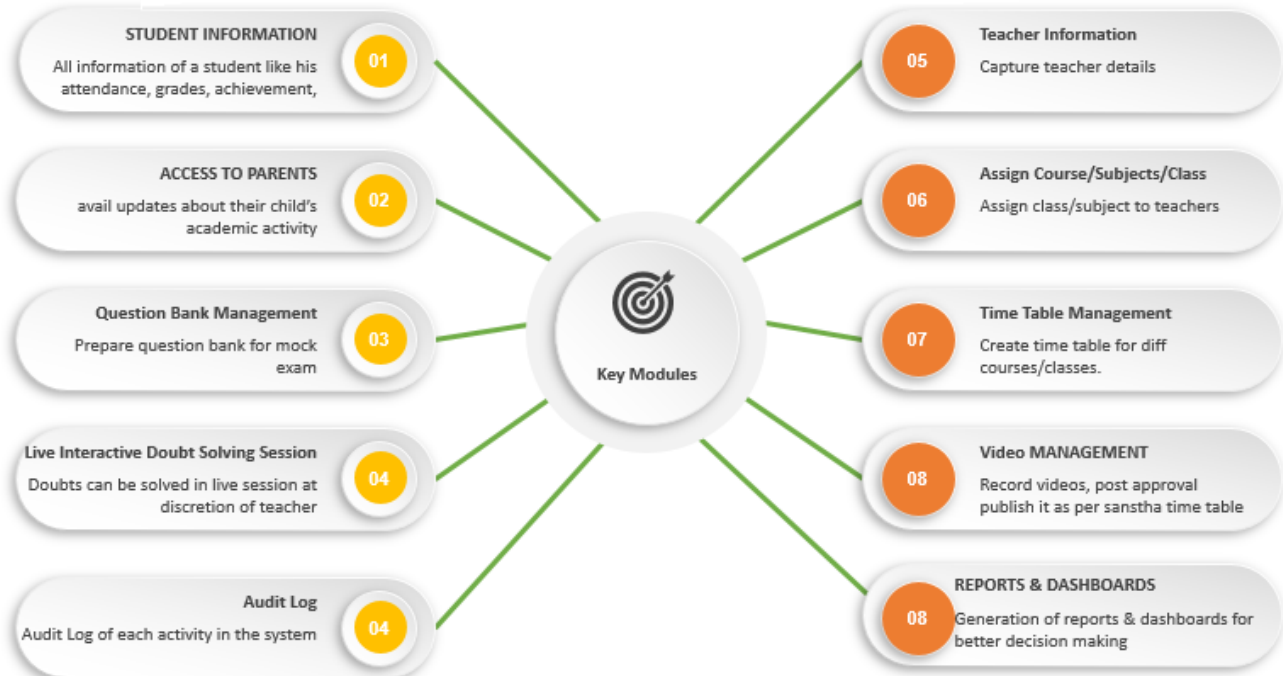 STUDENT INFORMATION
All information of a student like his
attendance, grades, achievement,
01
ACCESS TO PARENTS
avail updates about their child's
academic activity
02
Question Bank Management
Prepare question bank for mock
exam
03
Live Interactive Doubt Solving Session
Doubts can be solved in live session at
discretion of teacher
04
Audit Log
Audit Log of each activity in the system
04
Key Modules
05
Teacher Information
Capture teacher details
06
Assign Course/Subjects/Class
Assign class/subject to teachers
07
Time Table Management
Create time table for diff
courses/classes.
08
Video MANAGEMENT
Record videos, post approval
publish it as per sanstha time table
08
REPORTS & DASHBOARDS
Generation of reports & dashboards for
better decision making